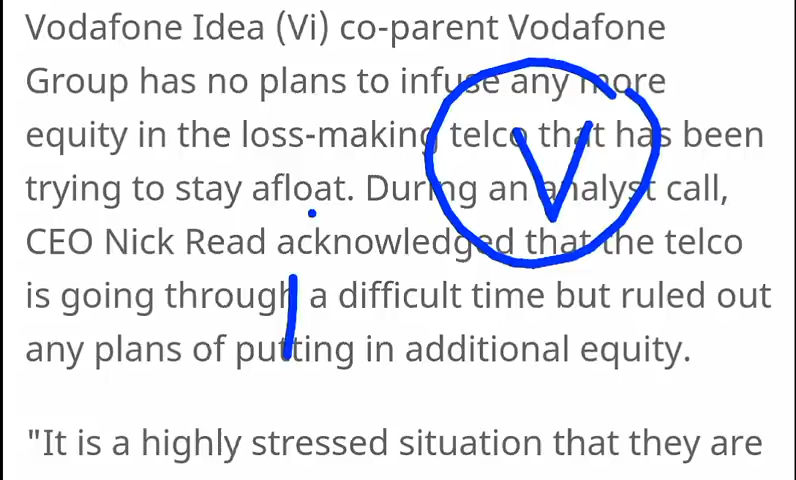 Vodafone Idea (Vi) co-parent Vodafone
Group has no plans to infuse any more
equity in the loss-making telco that has been
trying to stay afloat. During an analyst call,
CEO Nick Read acknowledged that the telco
is going through a difficult time but ruled out
any plans of putting in additional equity.
"It is a highly stressed situation that they are
V
i